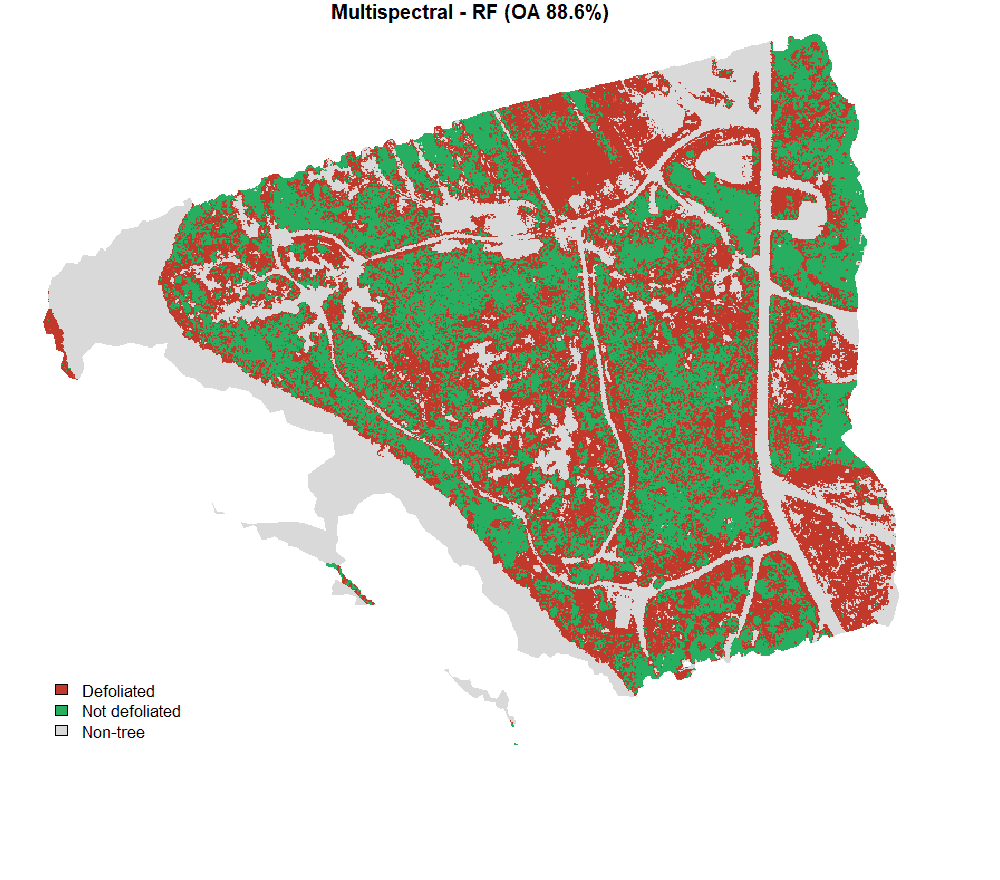 Multispectral - RF (OA 88.6%)
Defoliated
Not defoliated
Non-tree